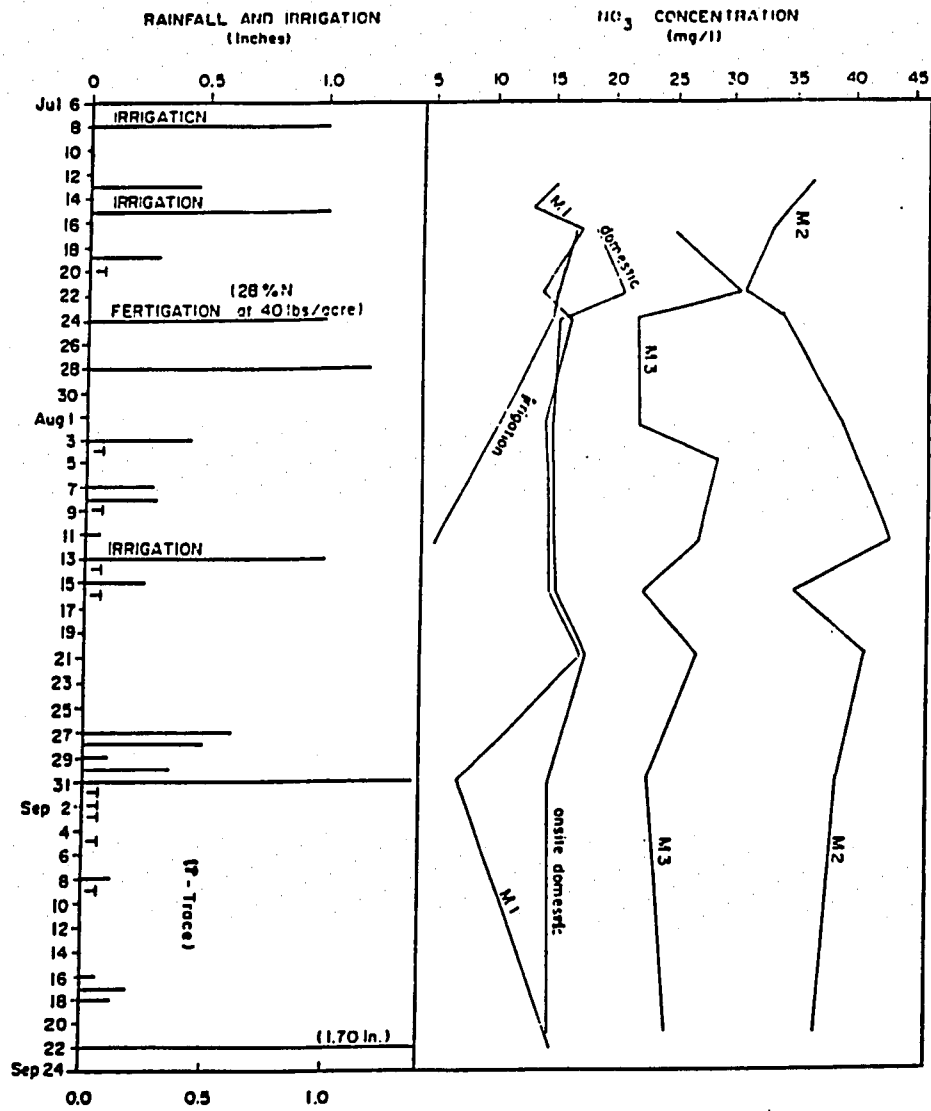 RAINFALL AND IRRIGATION
(Inches)
NO3 CONCENTRATION
(mg/l)
0 0.5 1.0
5 10 15 20 25 30 35 40 45
Jul 6
IRRIGATION
8
10
12
14
IRRIGATION
16
18
20
T
22
(28 %N
FERTIGATION at 40 lbs/acre)
24
26
28
30
Aug 1
3
T
5
7
9
T
11
IRRIGATION
13
T
15
T
17
19
21
23
25
27
29
31
T
Sep 2
T
T
4
T
6
8
T
10
12
14
16
18
20
(1.70 In.)
22
Sep 24
0.0 0.5 1.0
(T - Trace)
M1
domestic
M2
M3
irrigation
M1
onsite domestic
M3
M2